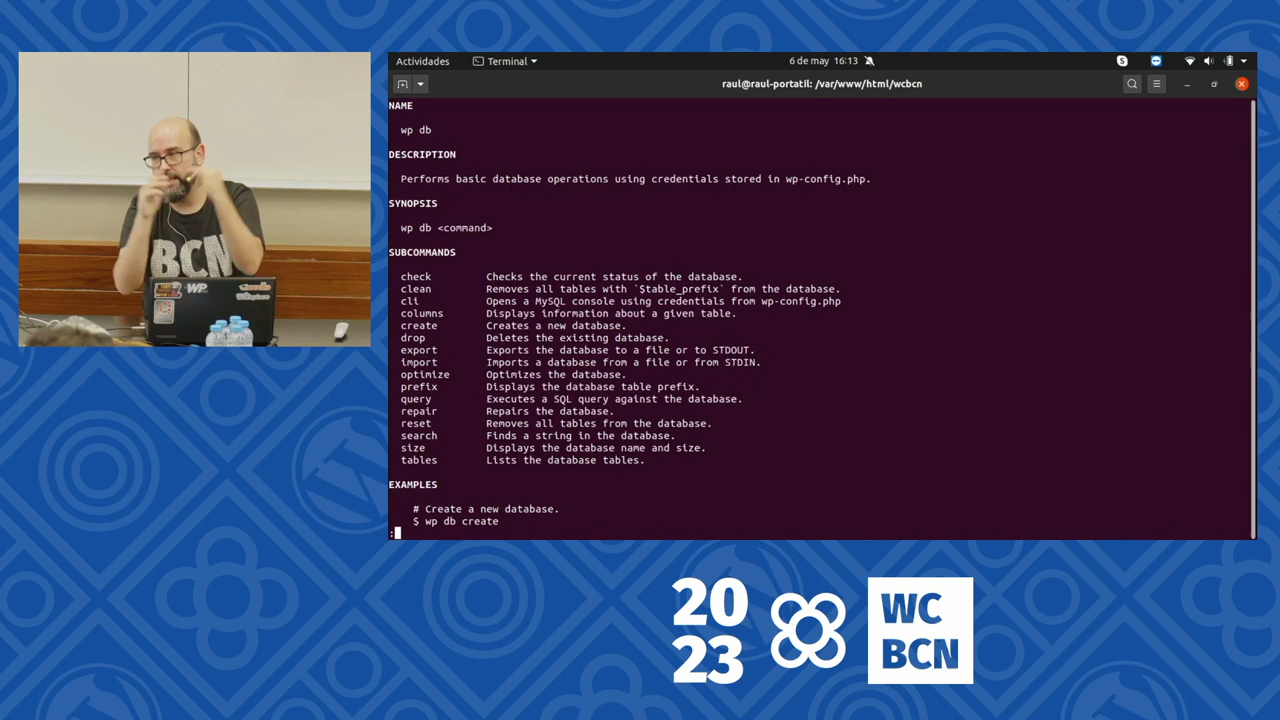 Actividades
Terminal
6 de may 16:13
raul@raul-portatil: /var/www/html/wcbcn
NAME
wp db
DESCRIPTION
Performs basic database operations using credentials stored in wp-config.php.
SYNOPSIS
wp db <command>
SUBCOMMANDS
check Checks the current status of the database.
clean Removes all tables with `$table_prefix` from the database.
cli Opens a MySQL console using credentials from wp-config.php
columns Displays information about a given table.
create Creates a new database.
drop Deletes the existing database.
export Exports the database to a file or to STDOUT.
import Imports a database from a file or from STDIN.
optimize Optimizes the database.
prefix Displays the database table prefix.
query Executes a SQL query against the database.
repair Repairs the database.
reset Removes all tables from the database.
search Finds a string in the database.
size Displays the database name and size.
tables Lists the database tables.
EXAMPLES
# Create a new database.
$ wp db create
:
BCN
WP
20
23
WC
BCN